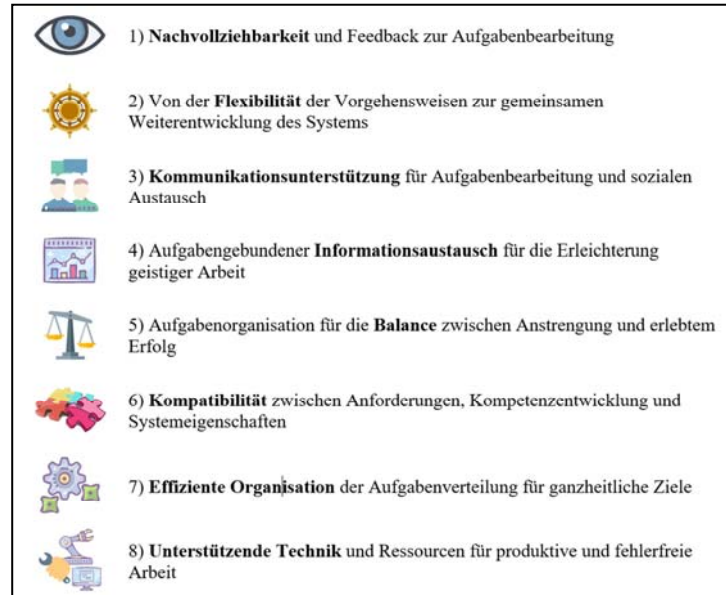 1) Nachvollziehbarkeit und Feedback zur Aufgabenbearbeitung
2) Von der Flexibilität der Vorgehensweisen zur gemeinsamen
Weiterentwicklung des Systems
3) Kommunikationsunterstützung für Aufgabenbearbeitung und sozialen
Austausch
4) Aufgabengebundener Informationsaustausch für die Erleichterung
geistiger Arbeit
5) Aufgabenorganisation für die Balance zwischen Anstrengung und erlebtem
Erfolg
6) Kompatibilität zwischen Anforderungen, Kompetenzentwicklung und
Systemeigenschaften
7) Effiziente Organisation der Aufgabenverteilung für ganzheitliche Ziele
8) Unterstützende Technik und Ressourcen für produktive und fehlerfreie
Arbeit